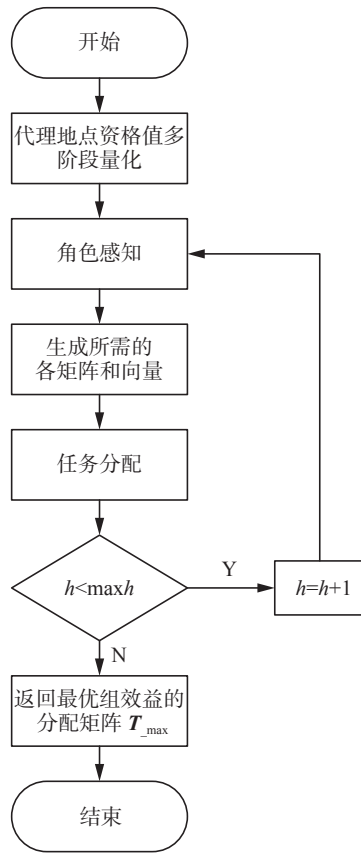 开始
代理地点资格值多
阶段量化
角色感知
生成所需的
各矩阵和向量
任务分配
h<maxh
Y
h=h+1
N
返回最优组效益的
分配矩阵 T_max
结束